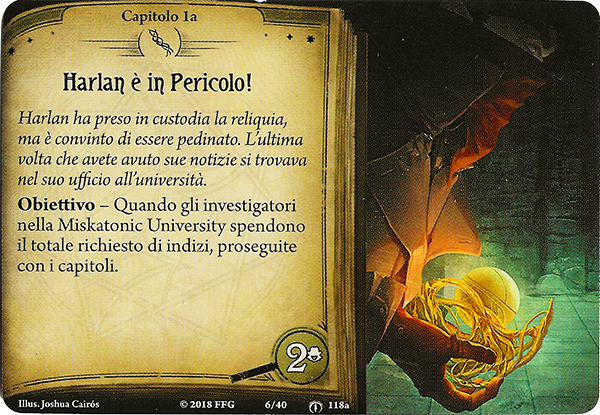 Capitolo 1a
Harlan è in Pericolo!
Harlan ha preso in custodia la reliquia,
ma è convinto di essere pedinato. L'ultima
volta che avete avuto sue notizie si trovava
nel suo ufficio all'università.
Obiettivo – Quando gli investigatori
nella Miskatonic University spendono
il totale richiesto di indizi, proseguite
con i capitoli.
2
Illus. Joshua Cairós © 2018 FFG 6/40 118a